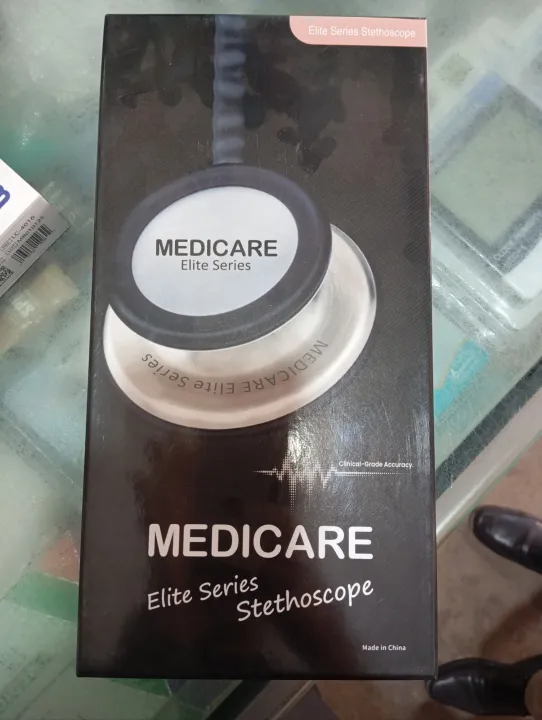 Elite Series Stethoscope
MEDICARE
Elite Series
MEDICARE Elite Series
Clinical-Grade Accuracy.
MEDICARE
Elite Series
Stethoscope
Made in China